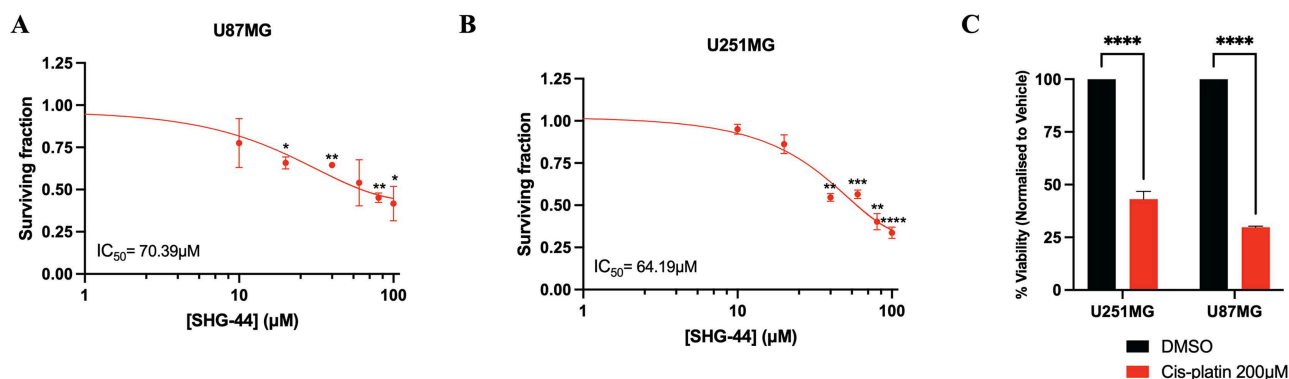 A
U87MG
Surviving fraction
1.25
1.00
0.75
0.50
0.25
0.00
*
**
**
*
IC50= 70.39µM
1 10 100
[SHG-44] (µM)
B
U251MG
Surviving fraction
1.25
1.00
0.75
0.50
0.25
0.00
**
***
**
****
IC50= 64.19µM
1 10 100
[SHG-44] (µM)
C
% Viability (Normalised to Vehicle)
100
75
50
25
0
**** ****
U251MG U87MG
DMSO
Cis-platin 200µM